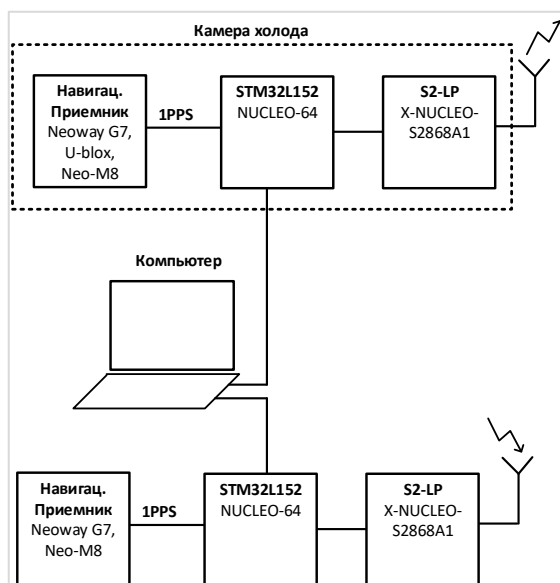 Камера холода
Навигац.
Приемник
Neoway G7,
U-blox,
Neo-M8
1PPS
STM32L152
NUCLEO-64
S2-LP
X-NUCLEO-
S2868A1
Компьютер
Навигац.
Приемник
Neoway G7,
Neo-M8
1PPS
STM32L152
NUCLEO-64
S2-LP
X-NUCLEO-
S2868A1